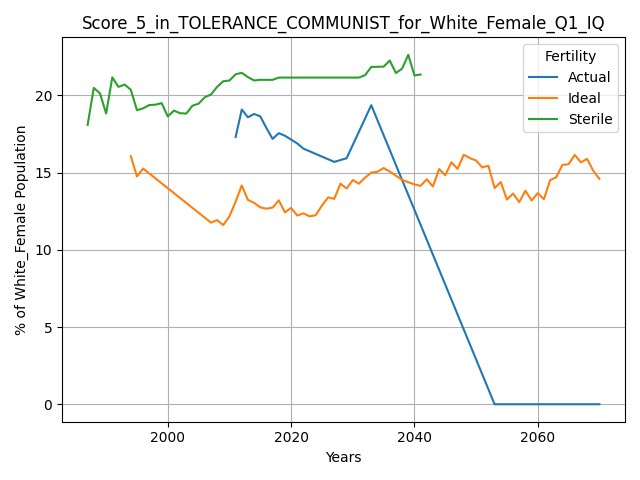 Score_5_in_TOLERANCE_COMMUNIST_for_White_Female_Q1_IQ
Fertility
Actual
Ideal
Sterile
% of White_Female Population
20
15
10
5
0
2000
2020
2040
2060
Years